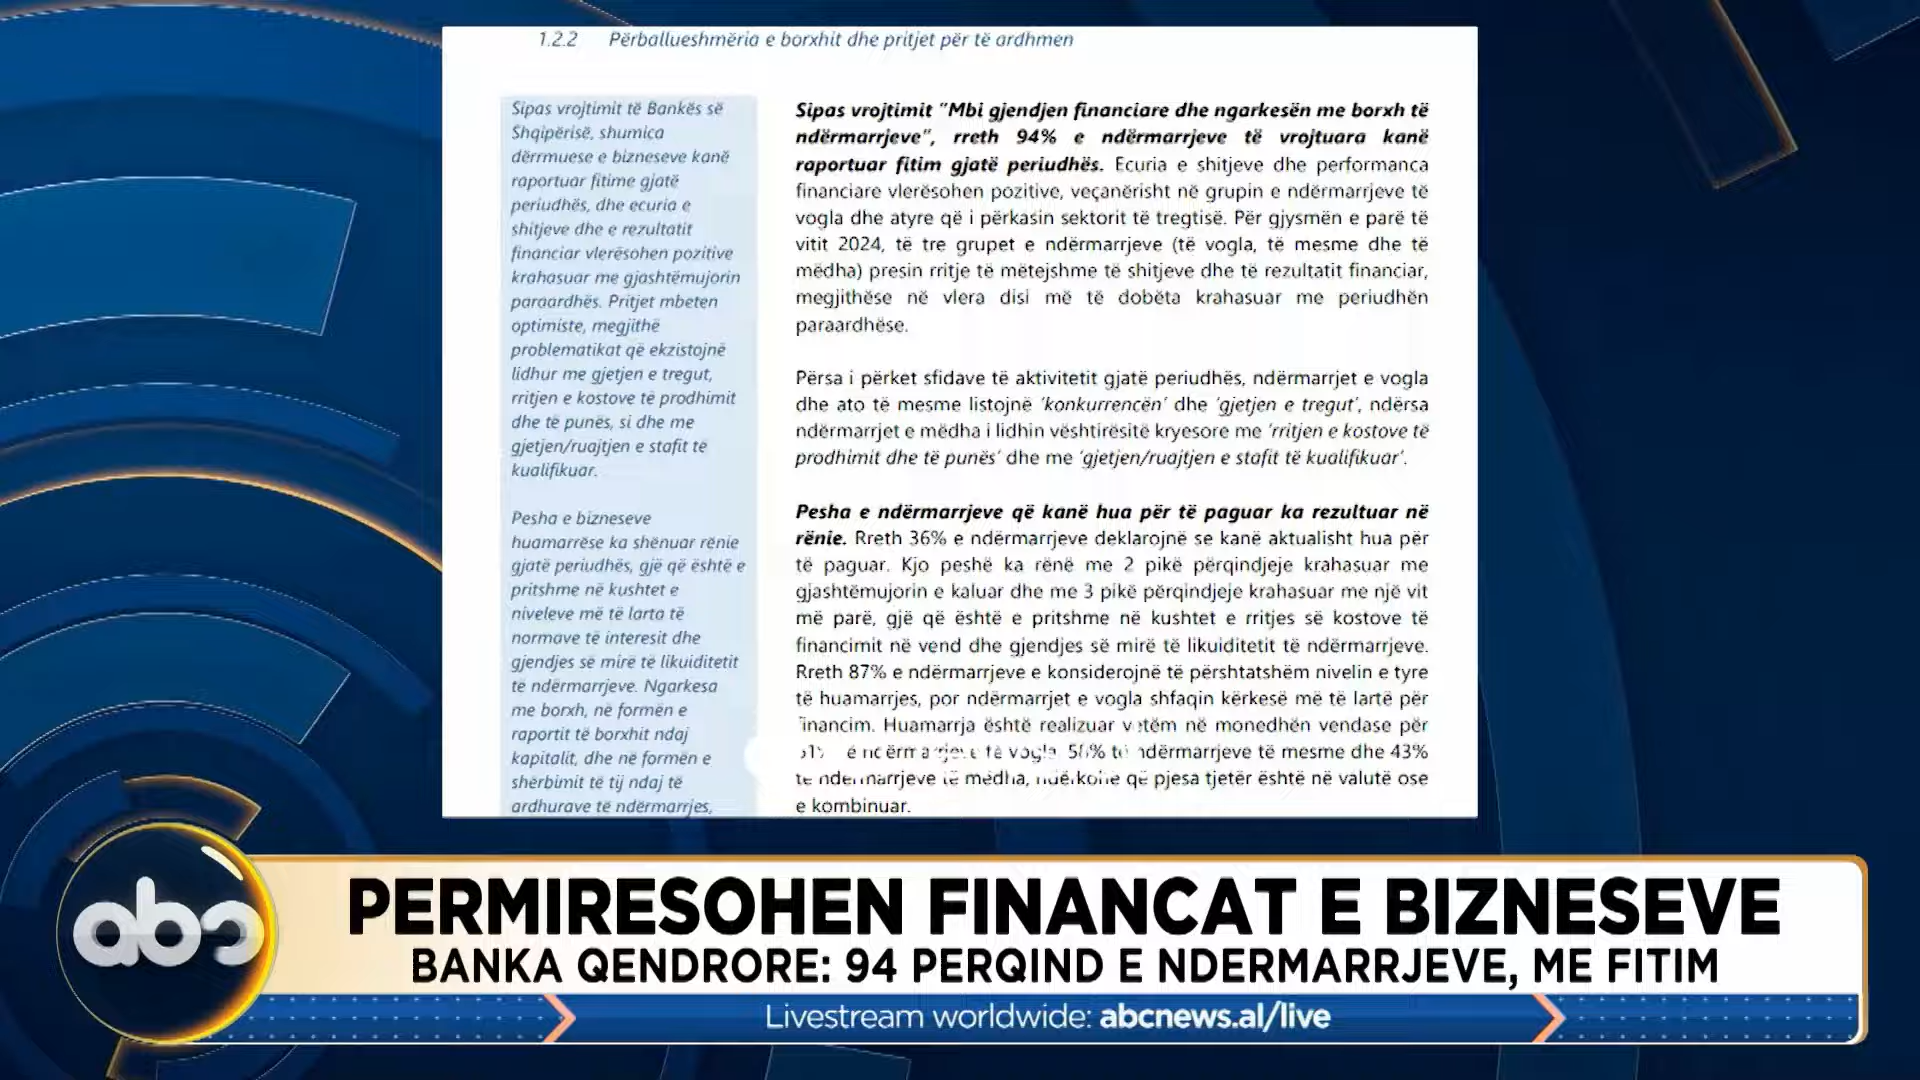 1.2.2 Përballueshmëria e borxhit dhe pritjet për të ardhmen
Sipas vrojtimit të Bankës së
Shqipërisë, shumica
dërrmuese e bizneseve kanë
raportuar fitime gjatë
periudhës, dhe ecuria e
shitjeve dhe e rezultatit
financiar vlerësohen pozitive
krahasuar me gjashtëmujorin
paraardhës. Pritjet mbeten
optimiste, megjithë
problematikat që ekzistojnë
lidhur me gjetjen e tregut,
rritjen e kostove të prodhimit
dhe të punës, si dhe me
gjetjen/ruajtjen e stafit të
kualifikuar.
Pesha e bizneseve
huamarrëse ka shënuar rënie
gjatë periudhës, gjë që është e
pritshme në kushtet e
niveleve më të larta të
normave të interesit dhe
gjendjes së mirë të likuiditetit
të ndërmarrjeve. Ngarkesa
me borxh, në formën e
raportit të borxhit ndaj
kapitalit, dhe në formën e
shërbimit të tij ndaj të
ardhurave të ndërmarrjes,
Sipas vrojtimit "Mbi gjendjen financiare dhe ngarkesën me borxh të
ndërmarrjeve", rreth 94% e ndërmarrjeve të vrojtuara kanë
raportuar fitim gjatë periudhës. Ecuria e shitjeve dhe performanca
financiare vlerësohen pozitive, veçanërisht në grupin e ndërmarrjeve të
vogla dhe atyre që i përkasin sektorit të tregtisë. Për gjysmën e parë të
vitit 2024, të tre grupet e ndërmarrjeve (të vogla, të mesme dhe të
mëdha) presin rritje të mëtejshme të shitjeve dhe të rezultatit financiar,
megjithëse në vlera disi më të dobëta krahasuar me periudhën
paraardhëse.
Përsa i përket sfidave të aktivitetit gjatë periudhës, ndërmarrjet e vogla
dhe ato të mesme listojnë ‘konkurrencën’ dhe ‘gjetjen e tregut’, ndërsa
ndërmarrjet e mëdha i lidhin vështirësitë kryesore me ‘rritjen e kostove të
prodhimit dhe të punës’ dhe me ‘gjetjen/ruajtjen e stafit të kualifikuar’.
Pesha e ndërmarrjeve që kanë hua për të paguar ka rezultuar në
rënie. Rreth 36% e ndërmarrjeve deklarojnë se kanë aktualisht hua për
të paguar. Kjo peshë ka rënë me 2 pikë përqindjeje krahasuar me
gjashtëmujorin e kaluar dhe me 3 pikë përqindjeje krahasuar me një vit
më parë, gjë që është e pritshme në kushtet e rritjes së kostove të
financimit në vend dhe gjendjes së mirë të likuiditetit të ndërmarrjeve.
Rreth 87% e ndërmarrjeve e konsiderojnë të përshtatshëm nivelin e tyre
të huamarrjes, por ndërmarrjet e vogla shfaqin kërkesë më të lartë për
financim. Huamarrja është realizuar vetëm në monedhën vendase për
e ndërmarrjeve të vogla, të ndërmarrjeve të mesme dhe 43%
të ndërmarrjeve të mëdha, ndërkohë që pjesa tjetër është në valutë ose
e kombinuar.
abc
PERMIRESOHEN FINANCAT E BIZNESEVE
BANKA QENDRORE: 94 PERQIND E NDERMARRJEVE, ME FITIM
Livestream worldwide: abcnews.al/live